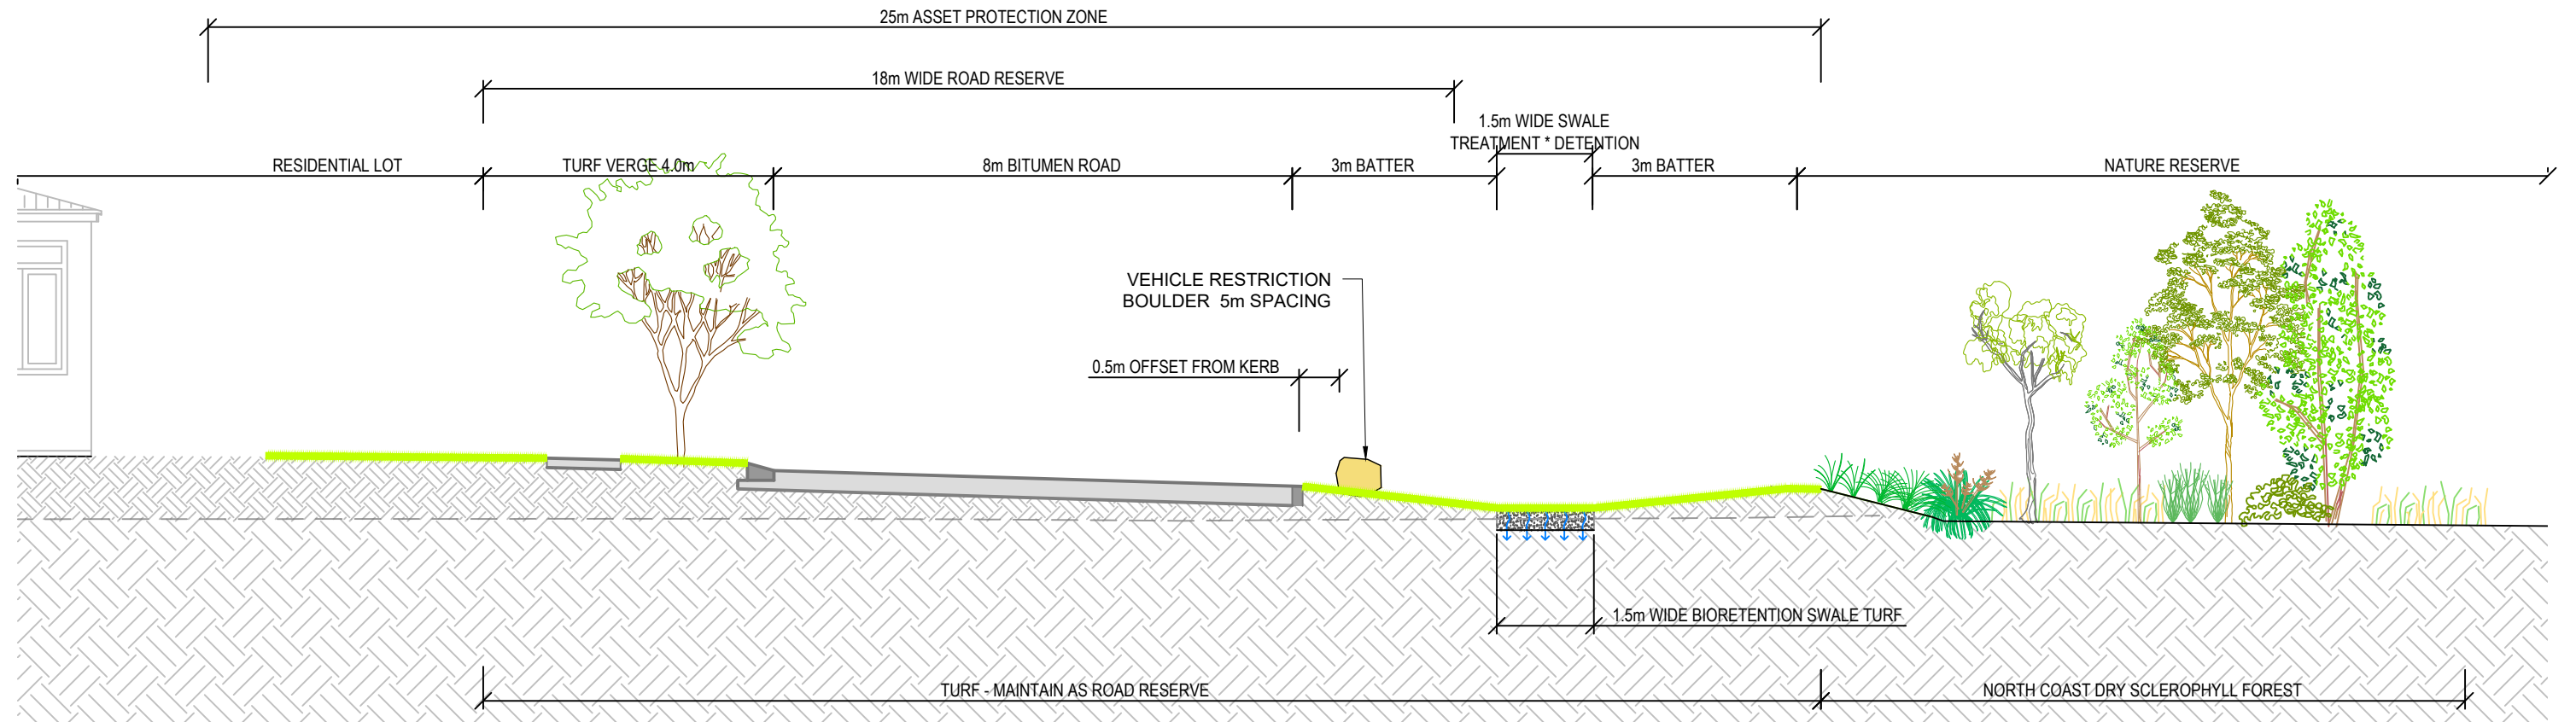 25m ASSET PROTECTION ZONE
18m WIDE ROAD RESERVE
1.5m WIDE SWALE
TREATMENT * DETENTION
RESIDENTIAL LOT
TURF VERGE 4.0m
8m BITUMEN ROAD
3m BATTER
3m BATTER
NATURE RESERVE
VEHICLE RESTRICTION
BOULDER 5m SPACING
0.5m OFFSET FROM KERB
1.5m WIDE BIORETENTION SWALE TURF
TURF - MAINTAIN AS ROAD RESERVE
NORTH COAST DRY SCLEROPHYLL FOREST